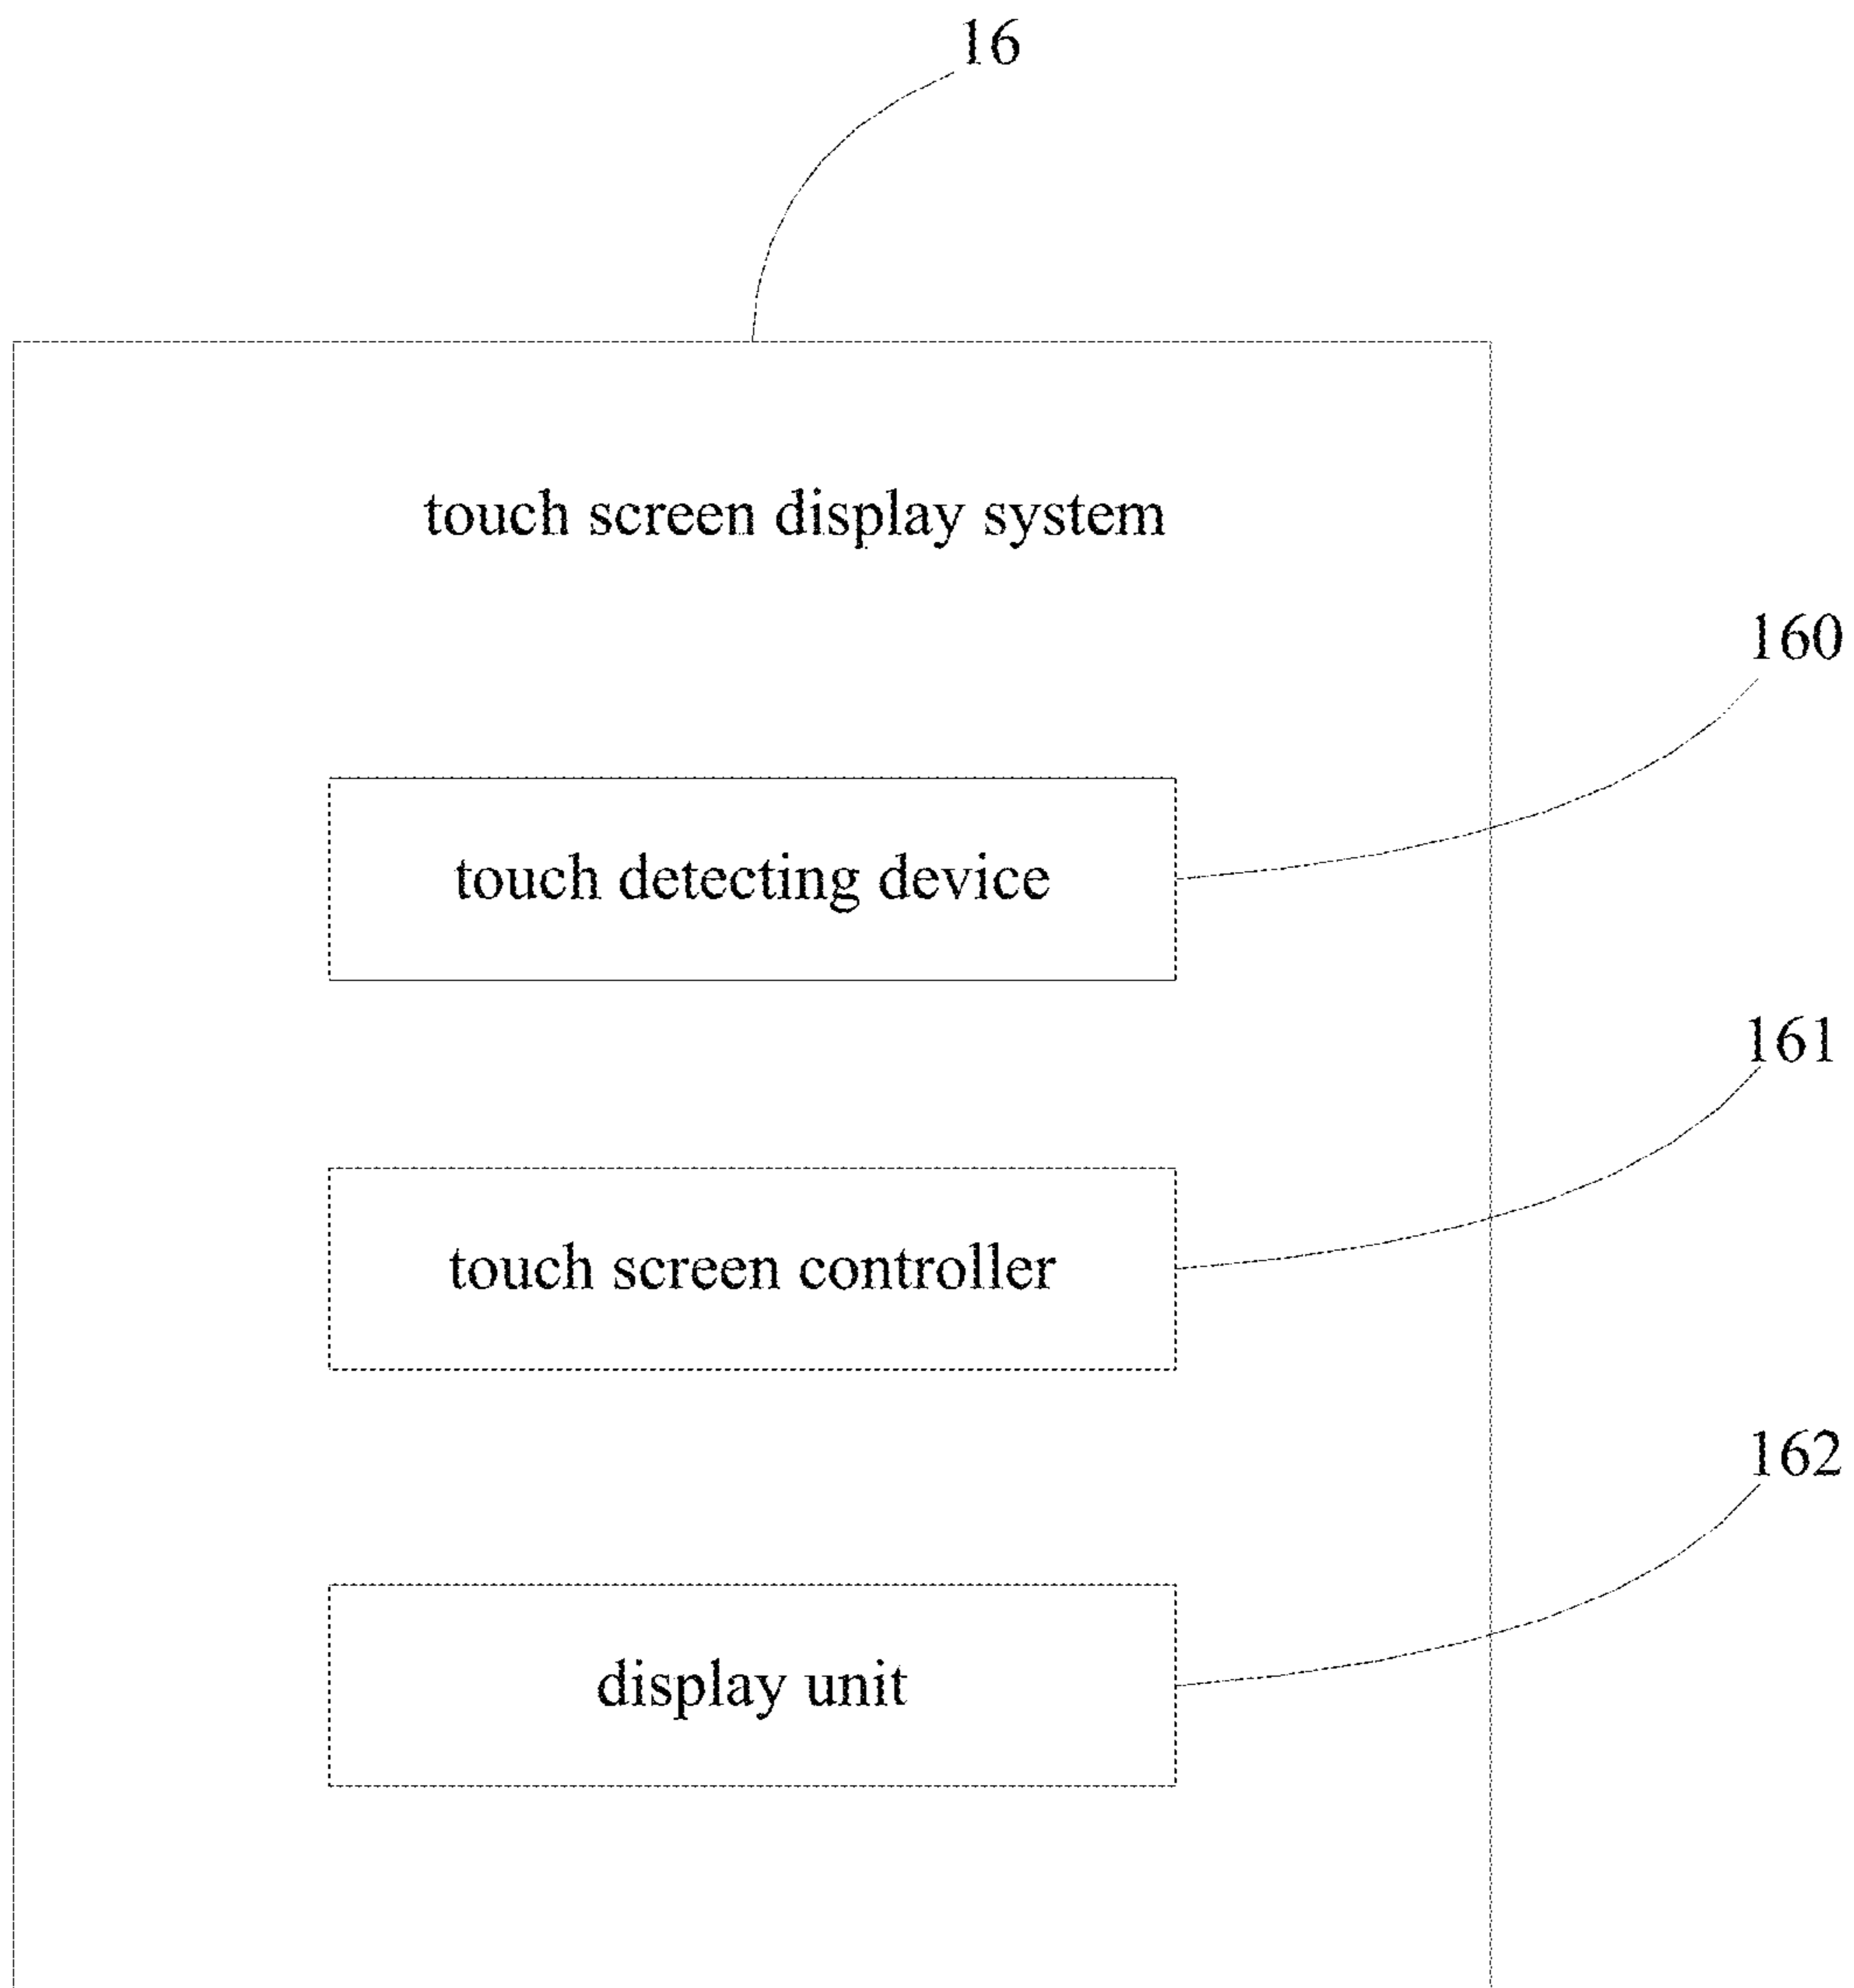 16
touch screen display system
160
touch detecting device
161
touch screen controller
162
display unit